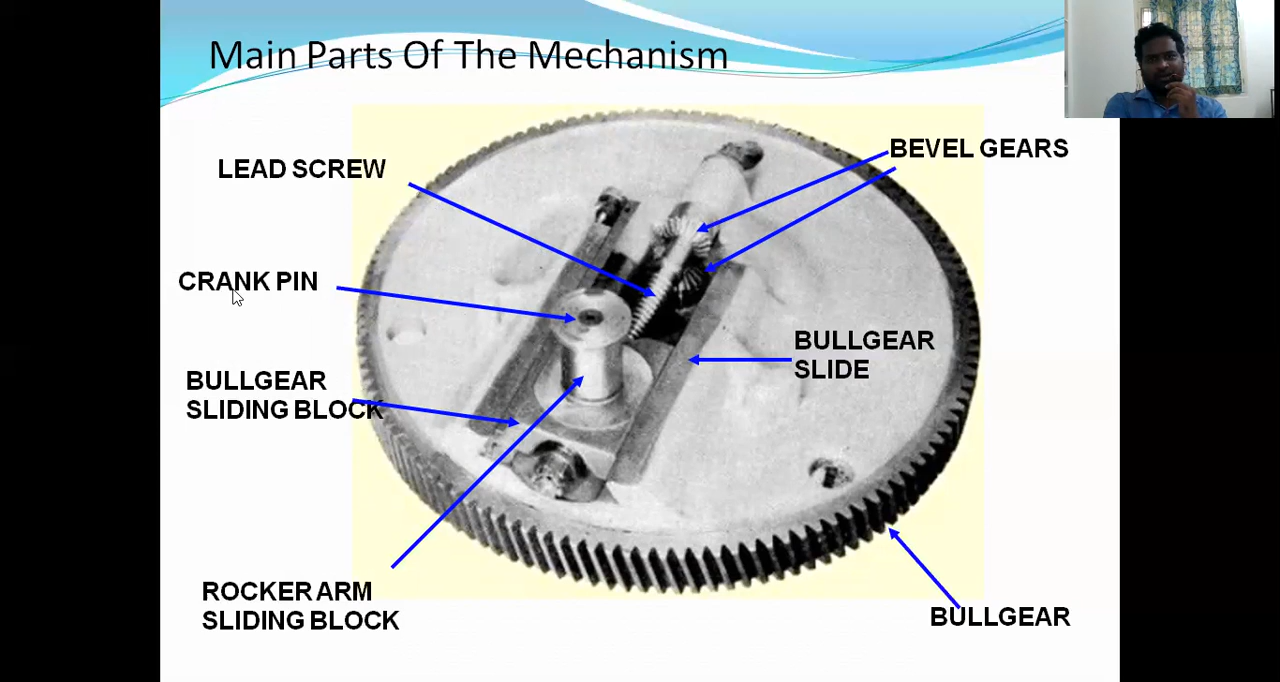 Main Parts Of The Mechanism
LEAD SCREW
BEVEL GEARS
CRANK PIN
BULLGEAR
SLIDE
BULLGEAR
SLIDING BLOCK
ROCKER ARM
SLIDING BLOCK
BULLGEAR